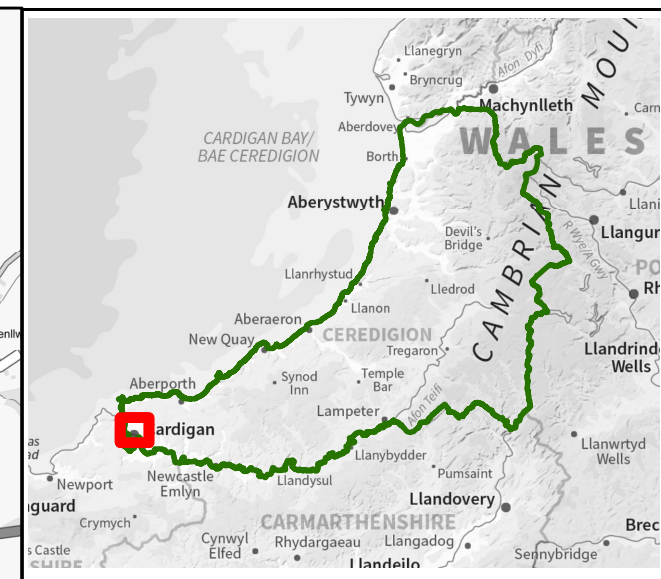 Llanegryn
Afon Dyfi
Bryncrug
MOU
Tywyn
Machynlleth
Aberdovey
CARDIGAN BAY/
BAE CEREDIGION
WALES
Borth
Aberystwyth
Llani
R Wye/A Gwy
Llangur
Devil's
Bridge
CAMBRIAN
PO
Llanrhystud
Lledrod
Rh
Llanon
Aberaeron
CEREDIGION
New Quay
Tregaron
Llandrind
Wells
Aberporth
Synod
Inn
Temple
Bar
Lampeter
Afon Teifi
ardigan
Llanybydder
Llanwrtyd
Wells
Newport
Newcastle
Emlyn
Llandysul
Pumsaint
guard
Crymych
Llandovery
CARMARTHENSHIRE
Brec
s Castle
SHIRE
Cynwyl
Elfed
Rhydargaeau
Llangadog
Llandeilo
Sennybridge